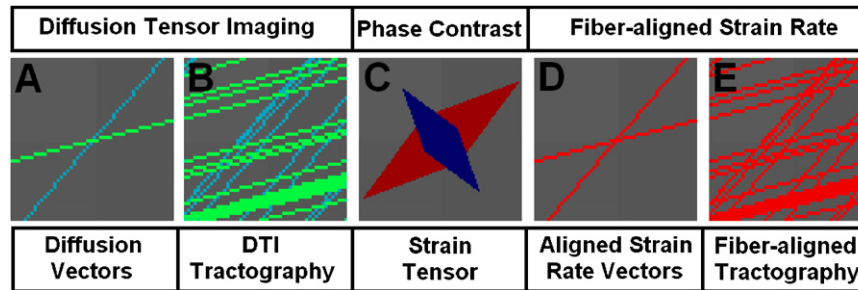 Diffusion Tensor Imaging
Phase Contrast
Fiber-aligned Strain Rate
A
B
C
D
E
Diffusion
Vectors
DTI
Tractography
Strain
Tensor
Aligned Strain
Rate Vectors
Fiber-aligned
Tractography